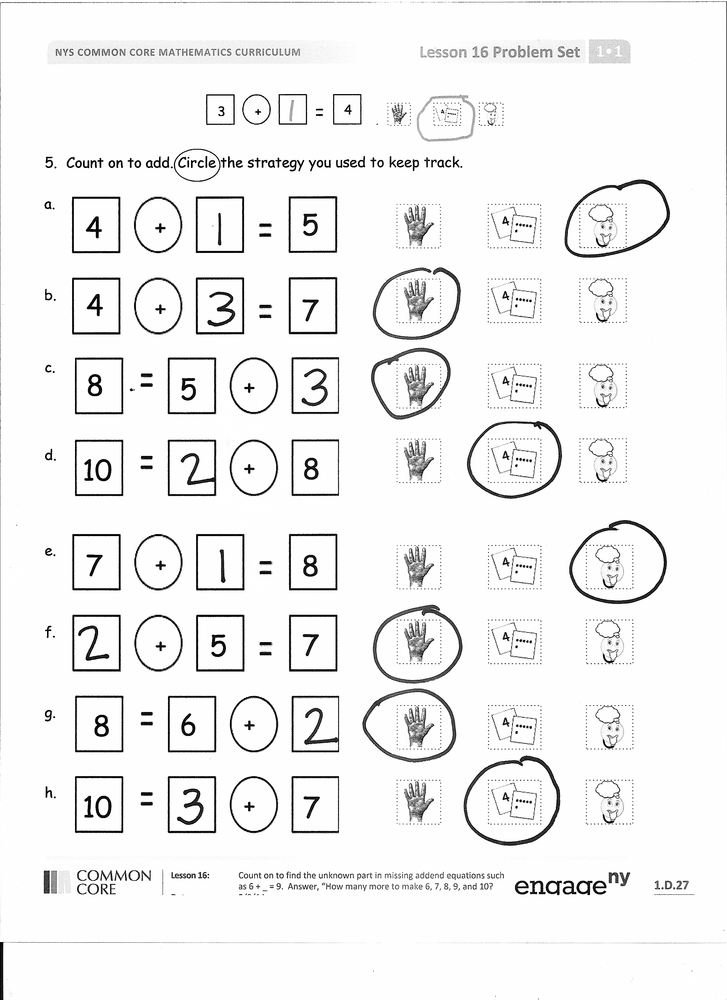 NYS COMMON CORE MATHEMATICS CURRICULUM Lesson 16 Problem Set 1•1
3 + 1 = 4 4
5. Count on to add. Circle the strategy you used to keep track.
a. 4 + 1 = 5 4
b. 4 + 3 = 7 4
c. 8 = 5 + 3 4
d. 10 = 2 + 8 4
e. 7 + 1 = 8 4
f. 2 + 5 = 7 4
g. 8 = 6 + 2 4
h. 10 = 3 + 7 4
COMMON CORE
Lesson 16: Count on to find the unknown part in missing addend equations such
as 6 + _ = 9. Answer, “How many more to make 6, 7, 8, 9, and 10?
engage ny
1.D.27